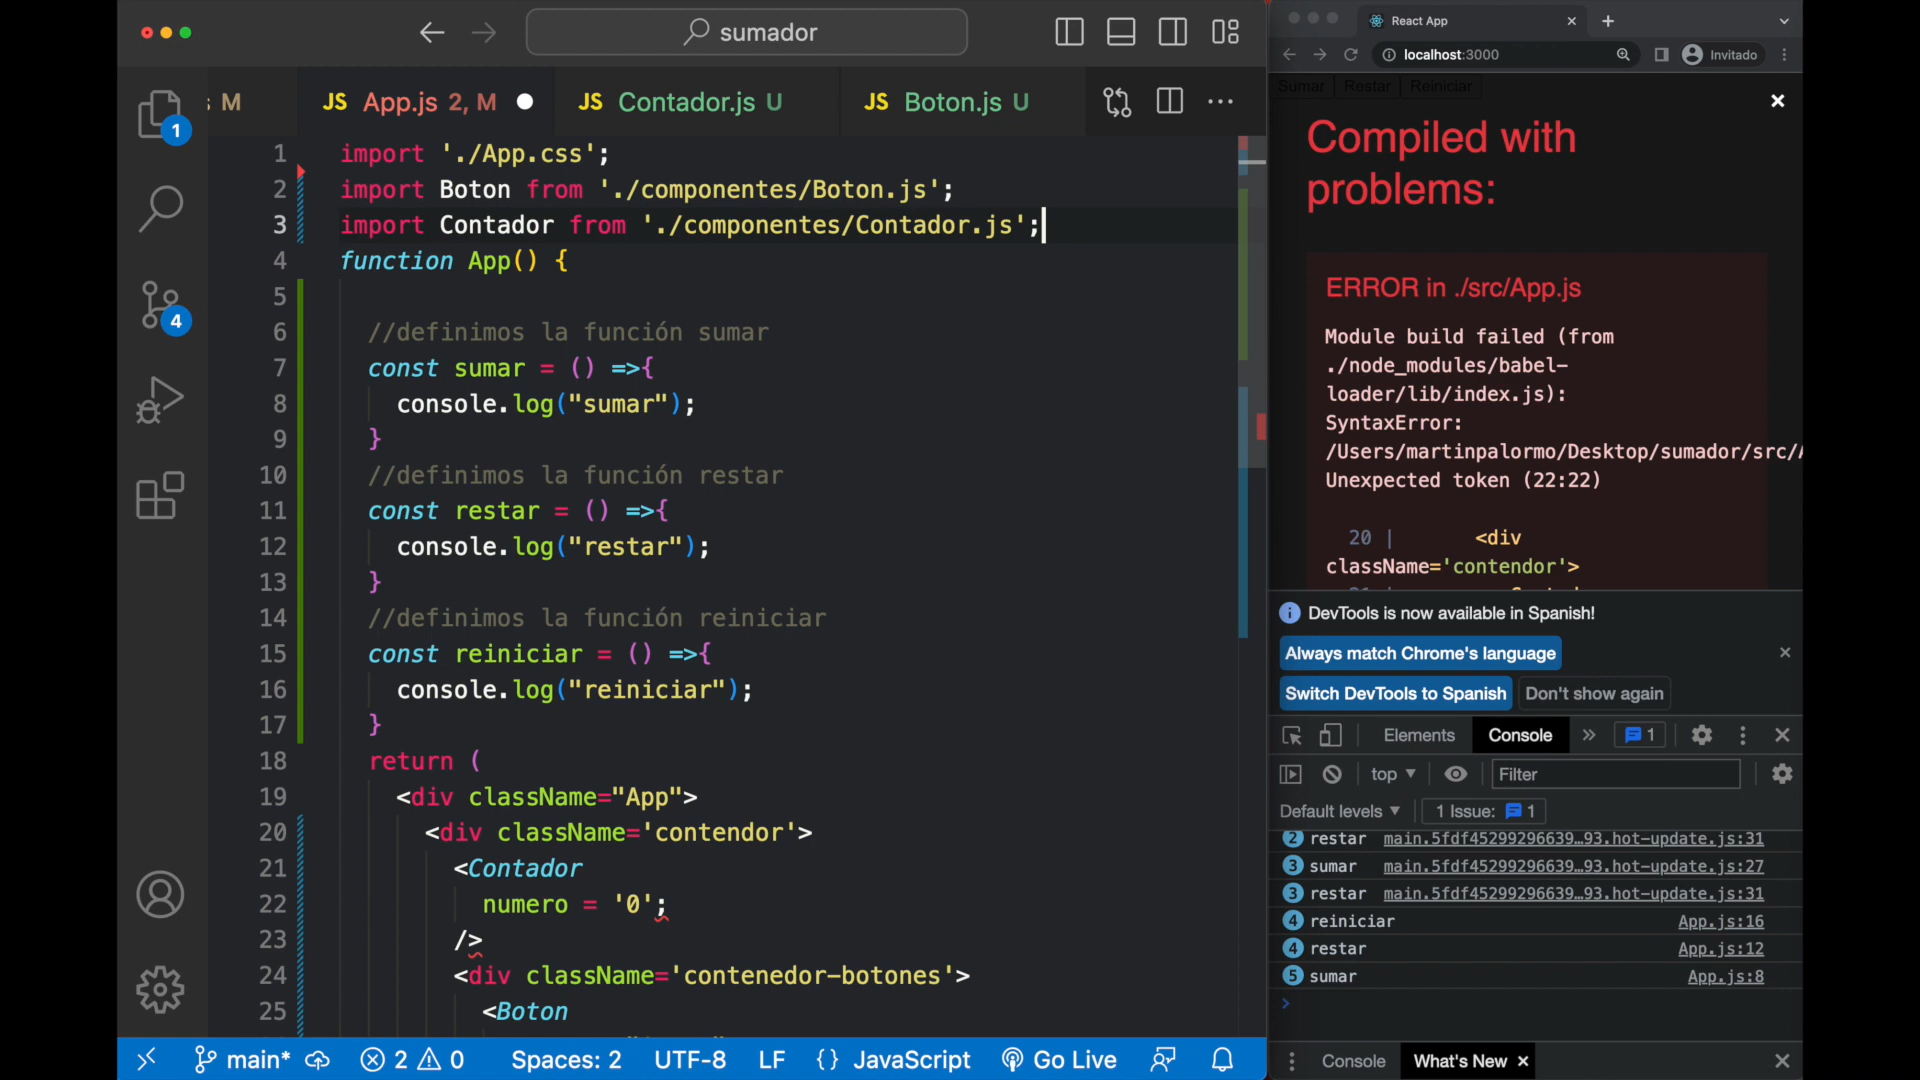 sumador
M
JS App.js 2, M
JS Contador.js U
JS Boton.js U
1
4
1 import './App.css';
2 import Boton from './componentes/Boton.js';
3 import Contador from './componentes/Contador.js';
4 function App() {
5
6 //definimos la función sumar
7 const sumar = () =>{
8 console.log("sumar");
9 }
10 //definimos la función restar
11 const restar = () =>{
12 console.log("restar");
13 }
14 //definimos la función reiniciar
15 const reiniciar = () =>{
16 console.log("reiniciar");
17 }
18 return (
19 <div className="App">
20 <div className='contendor'>
21 <Contador
22 numero = '0';
23 />
24 <div className='contenedor-botones'>
25 <Boton
main* 2 0 Spaces: 2 UTF-8 LF {} JavaScript Go Live
React App
localhost:3000
Invitado
Sumar Restar Reiniciar
Compiled with
problems:
ERROR in ./src/App.js
Module build failed (from
./node_modules/babel-
loader/lib/index.js):
SyntaxError:
/Users/martinpalormo/Desktop/sumador/src/
Unexpected token (22:22)
20 | <div
className='contendor'>
DevTools is now available in Spanish!
Always match Chrome's language
Switch DevTools to Spanish Don't show again
Elements Console » 1
top Filter
Default levels 1 Issue: 1
2 restar main.5fdf45299296639…93.hot-update.js:31
3 sumar main.5fdf45299296639…93.hot-update.js:27
3 restar main.5fdf45299296639…93.hot-update.js:31
4 reiniciar App.js:16
4 restar App.js:12
5 sumar App.js:8
>
Console What's New